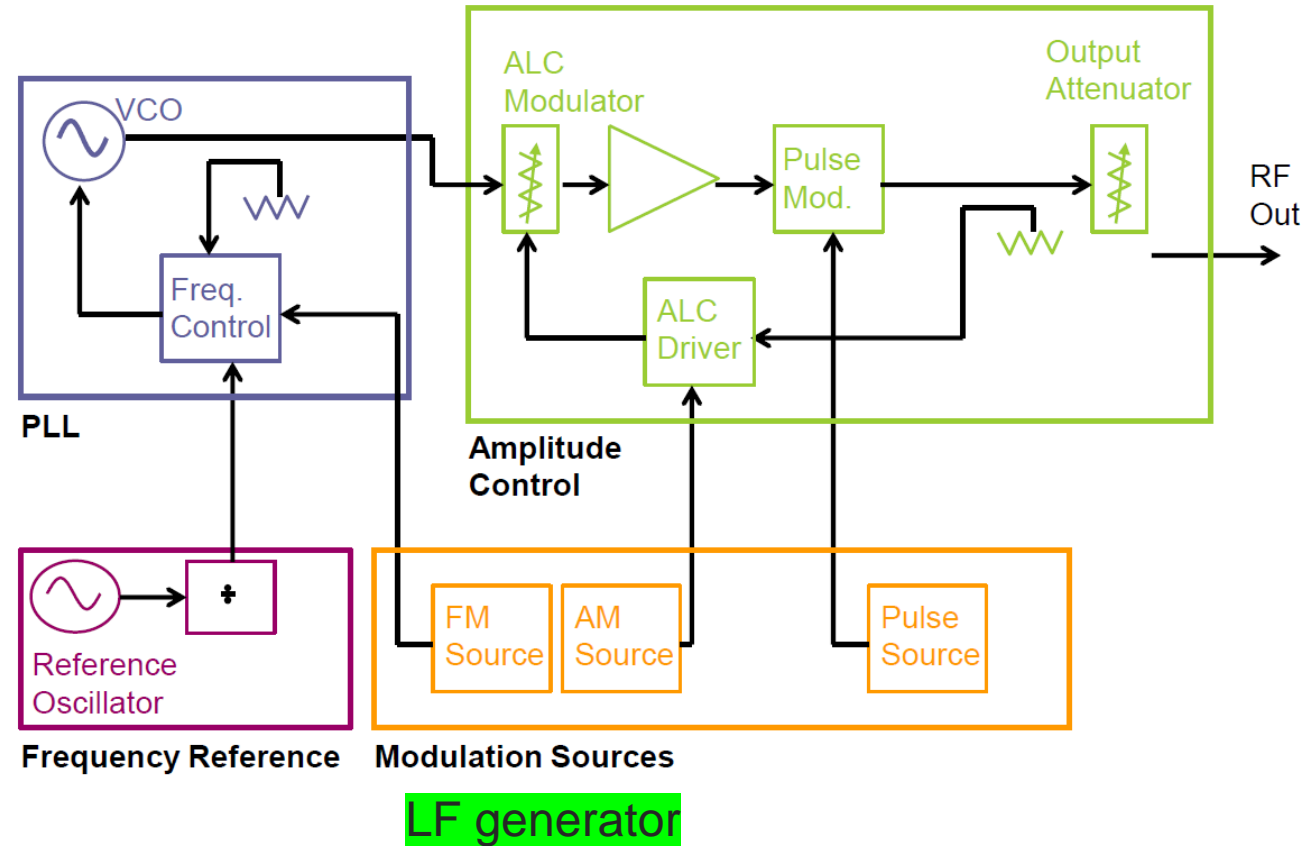 ALC
Modulator
Output
Attenuator
VCO
Pulse
Mod.
RF
Out
Freq.
Control
ALC
Driver
PLL
Amplitude
Control
÷
FM
Source
AM
Source
Pulse
Source
Reference
Oscillator
Frequency Reference
Modulation Sources
LF generator